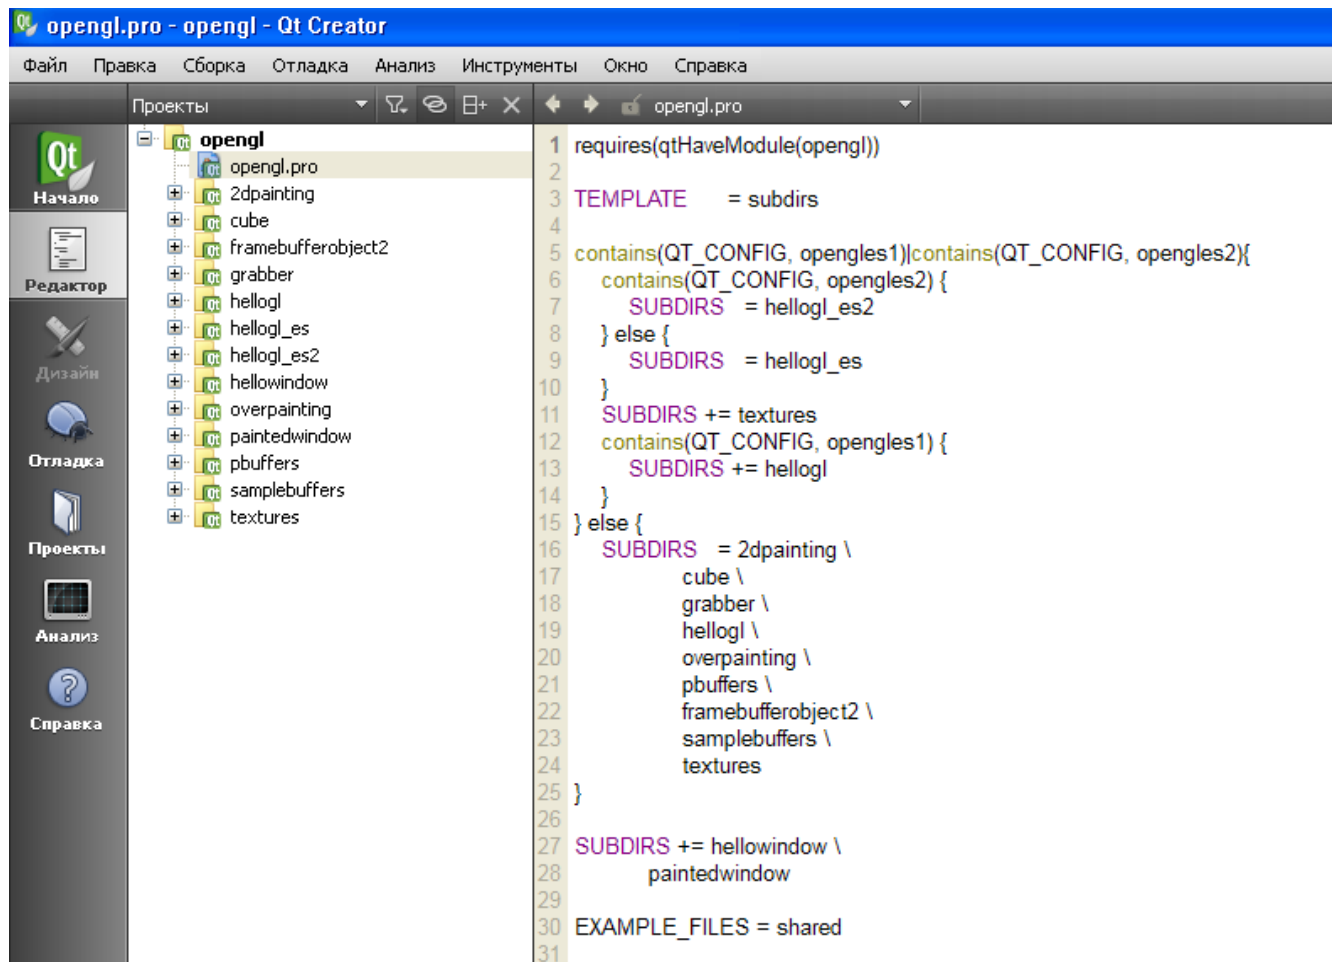 opengl.pro - opengl - Qt Creator
Файл Правка Сборка Отладка Анализ Инструменты Окно Справка
Проекты
opengl.pro
Qt
Начало
Редактор
Дизайн
Отладка
Проекты
Анализ
Справка
opengl
opengl.pro
2dpainting
cube
framebufferobject2
grabber
hellogl
hellogl_es
hellogl_es2
hellowindow
overpainting
paintedwindow
pbuffers
samplebuffers
textures
1 requires(qtHaveModule(opengl))
2
3 TEMPLATE = subdirs
4
5 contains(QT_CONFIG, opengles1)|contains(QT_CONFIG, opengles2){
6 contains(QT_CONFIG, opengles2) {
7 SUBDIRS = hellogl_es2
8 } else {
9 SUBDIRS = hellogl_es
10 }
11 SUBDIRS += textures
12 contains(QT_CONFIG, opengles1) {
13 SUBDIRS += hellogl
14 }
15 } else {
16 SUBDIRS = 2dpainting \
17 cube \
18 grabber \
19 hellogl \
20 overpainting \
21 pbuffers \
22 framebufferobject2 \
23 samplebuffers \
24 textures
25 }
26
27 SUBDIRS += hellowindow \
28 paintedwindow
29
30 EXAMPLE_FILES = shared
31